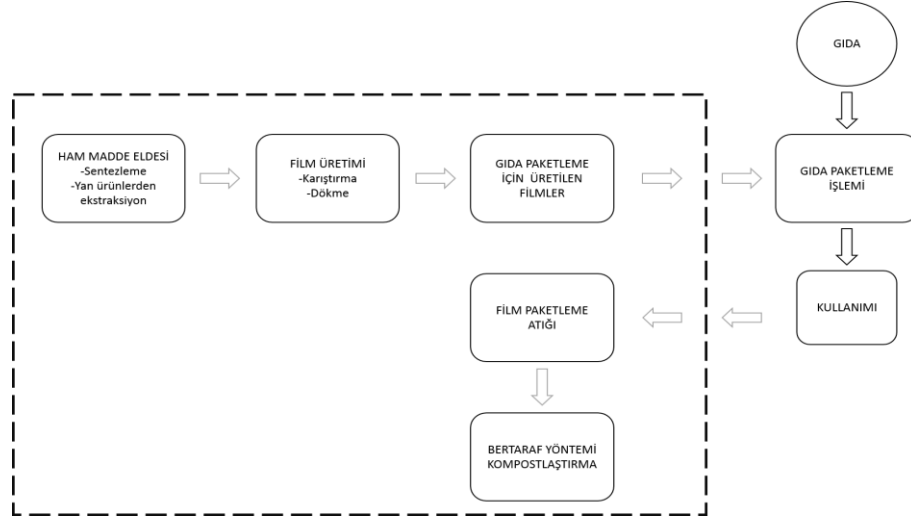 GIDA
HAM MADDE ELDESİ
-Sentezleme
-Yan ürünlerden
ekstraksiyon
FİLM ÜRETİMİ
-Karıştırma
-Dökme
GIDA PAKETLEME
İÇİN ÜRETİLEN
FİLMLER
GIDA PAKETLEME
İŞLEMİ
FİLM PAKETLEME
ATIĞI
KULLANIMI
BERTARAF YÖNTEMİ
KOMPOSTLAŞTIRMA